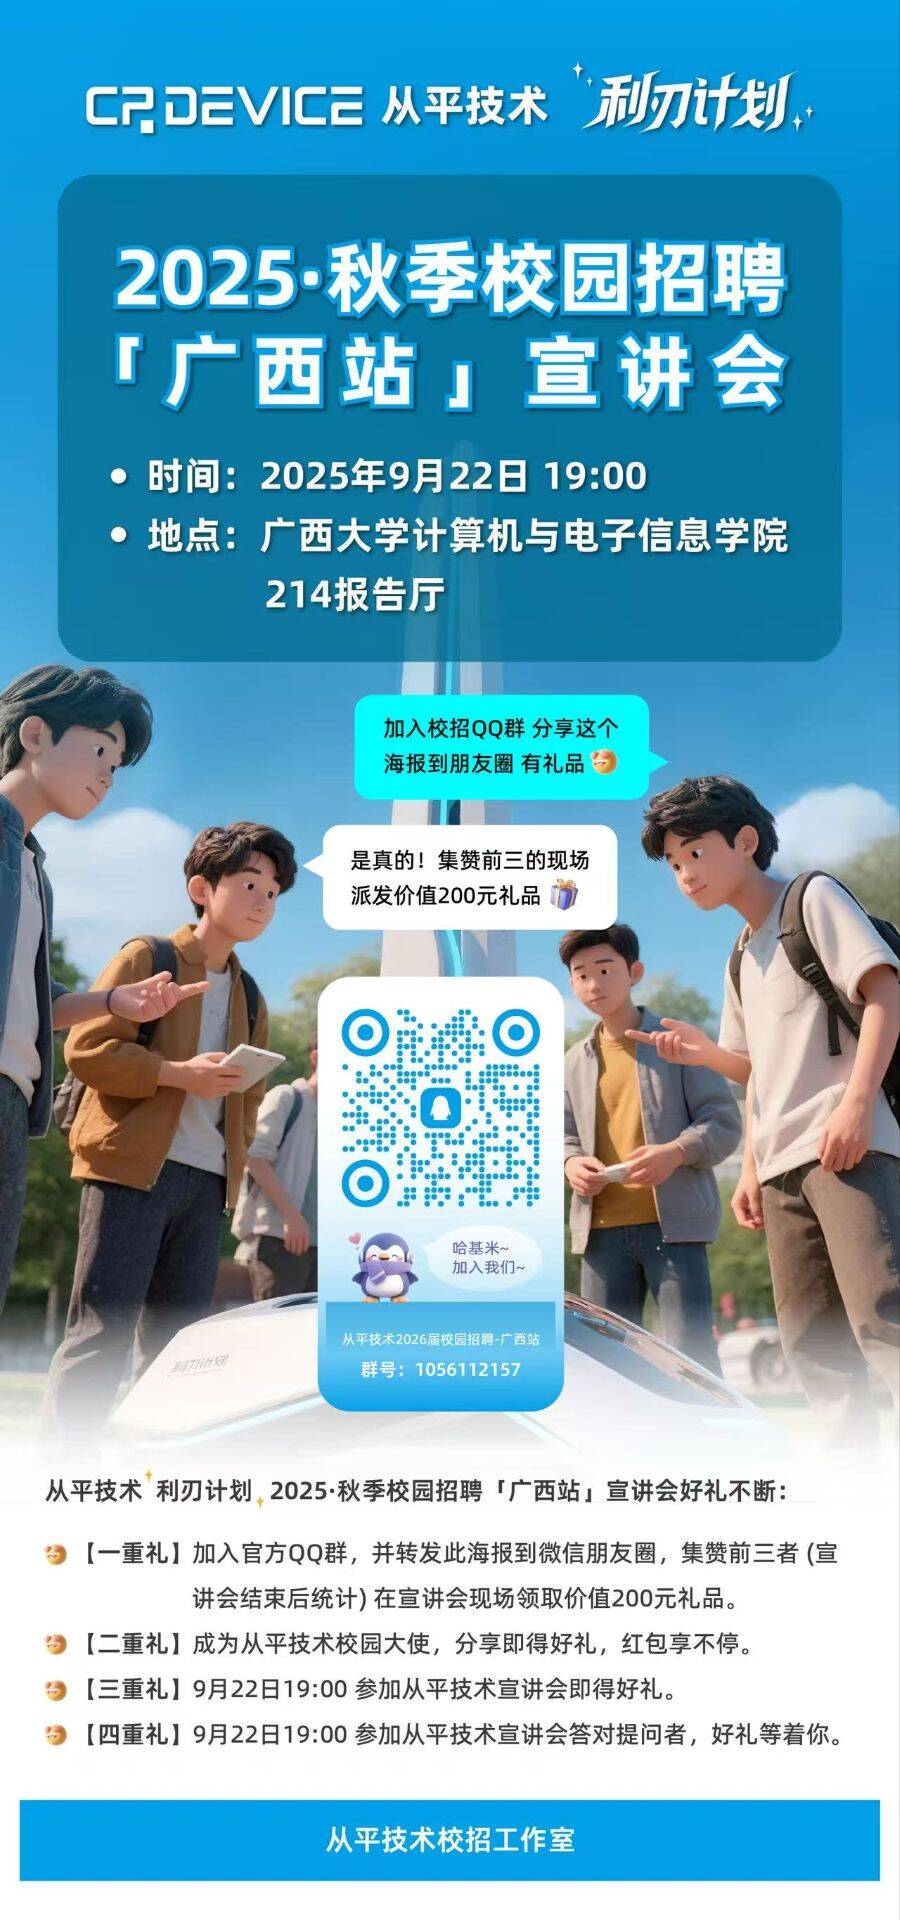 CP.DEVICE 从平技术 利刃计划
2025·秋季校园招聘
「广西站」宣讲会
• 时间：2025年9月22日 19:00
• 地点：广西大学计算机与电子信息学院
214报告厅
加入校招QQ群 分享这个
海报到朋友圈 有礼品
是真的！集赞前三的现场
派发价值200元礼品
哈基米~
加入我们~
从平技术2026届校园招聘-广西站
群号：1056112157
利刃计划
从平技术 利刃计划 2025·秋季校园招聘「广西站」宣讲会好礼不断：
【一重礼】加入官方QQ群，并转发此海报到微信朋友圈，集赞前三者 (宣
讲会结束后统计) 在宣讲会现场领取价值200元礼品。
【二重礼】成为从平技术校园大使，分享即得好礼，红包享不停。
【三重礼】9月22日19:00 参加从平技术宣讲会即得好礼。
【四重礼】9月22日19:00 参加从平技术宣讲会答对提问者，好礼等着你。
从平技术校招工作室